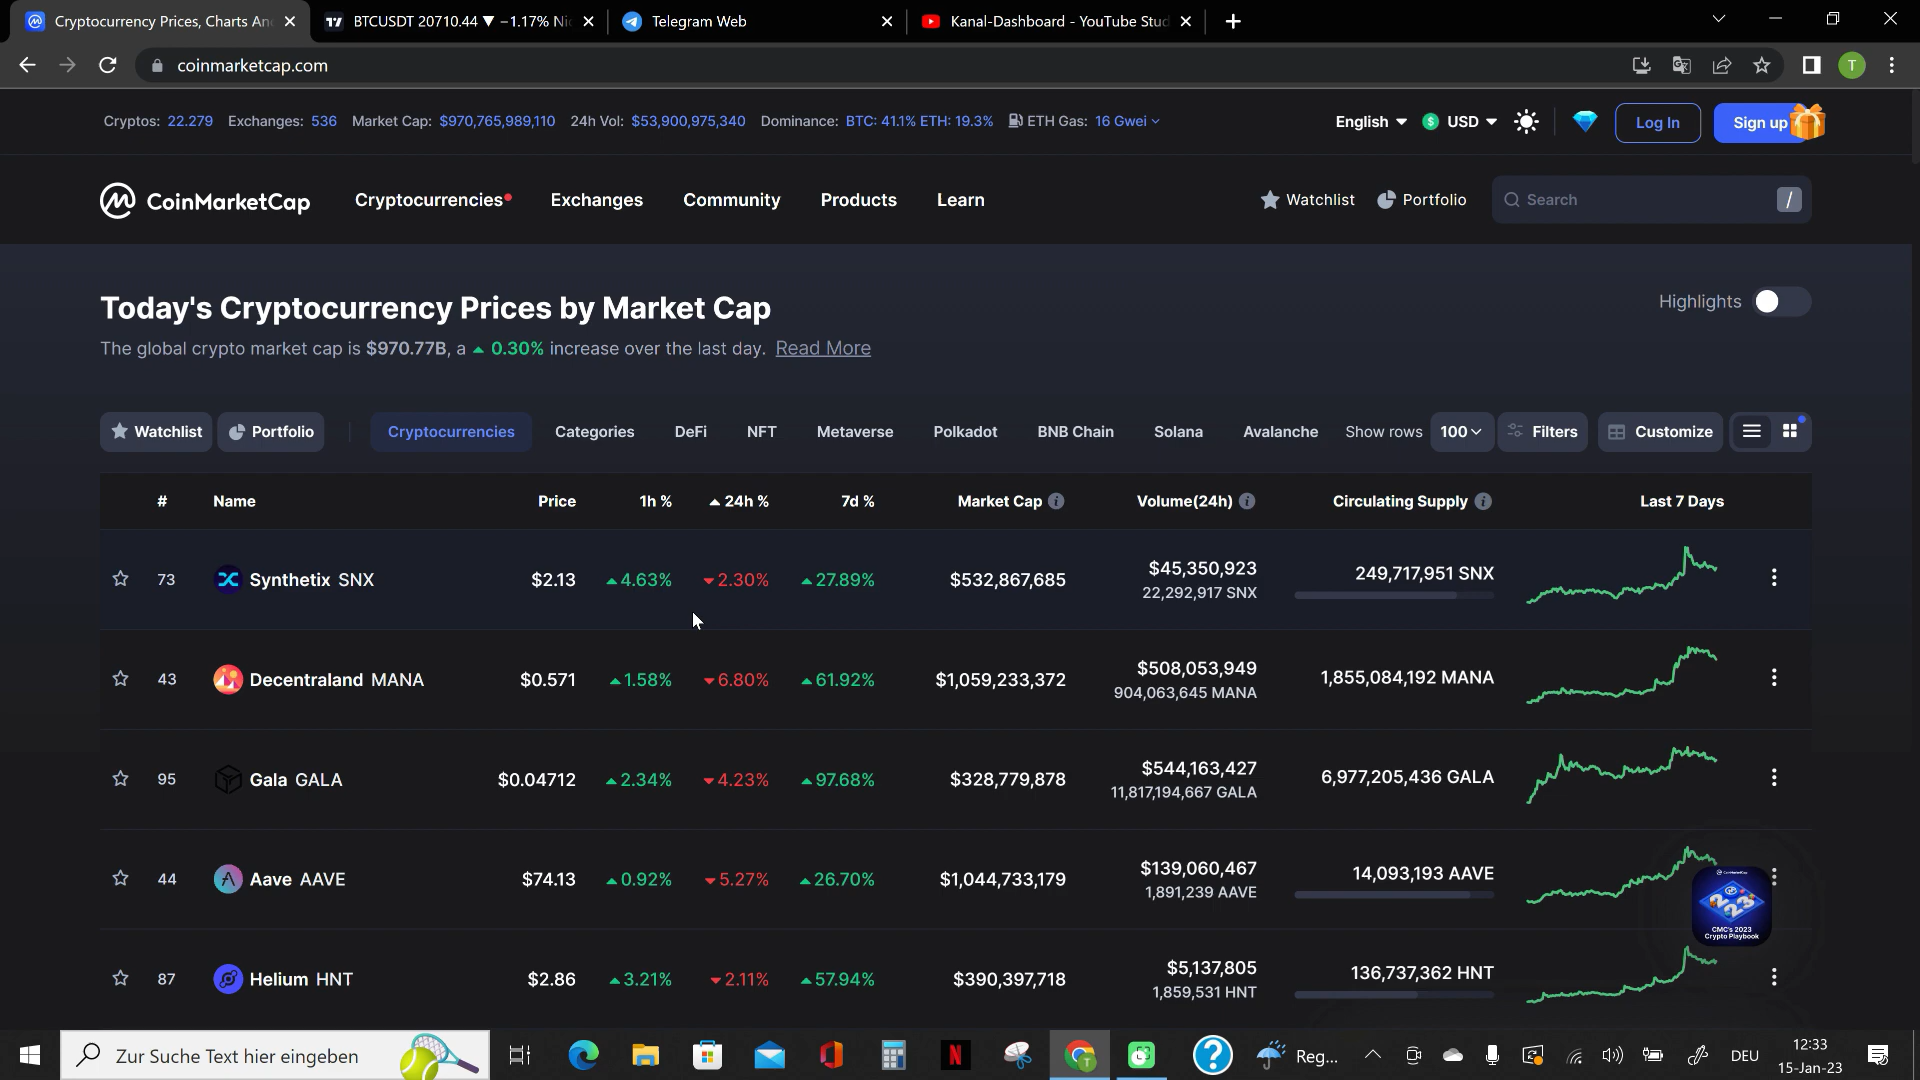 Cryptocurrency Prices, Charts An
BTCUSDT 20710.44 ▼ −1.17% Ni
Telegram Web
Kanal-Dashboard - YouTube Stud
coinmarketcap.com
T
Cryptos: 22.279 Exchanges: 536 Market Cap: $970,765,989,110 24h Vol: $53,900,975,340 Dominance: BTC: 41.1% ETH: 19.3% ETH Gas: 16 Gwei
English USD Log In Sign up
CoinMarketCap Cryptocurrencies Exchanges Community Products Learn Watchlist Portfolio Search /
Today's Cryptocurrency Prices by Market Cap
Highlights
The global crypto market cap is $970.77B, a ▲ 0.30% increase over the last day. Read More
Watchlist Portfolio Cryptocurrencies Categories DeFi NFT Metaverse Polkadot BNB Chain Solana Avalanche Show rows 100 Filters Customize
# Name Price 1h % ▲ 24h % 7d % Market Cap Volume(24h) Circulating Supply Last 7 Days
73 Synthetix SNX $2.13 ▲4.63% ▼2.30% ▲27.89% $532,867,685 $45,350,923 249,717,951 SNX
22,292,917 SNX
43 Decentraland MANA $0.571 ▲1.58% ▼6.80% ▲61.92% $1,059,233,372 $508,053,949 1,855,084,192 MANA
904,063,645 MANA
95 Gala GALA $0.04712 ▲2.34% ▼4.23% ▲97.68% $328,779,878 $544,163,427 6,977,205,436 GALA
11,817,194,667 GALA
44 Aave AAVE $74.13 ▲0.92% ▼5.27% ▲26.70% $1,044,733,179 $139,060,467 14,093,193 AAVE
1,891,239 AAVE
CoinMarketCap
CMC's 2023
Crypto Playbook
87 Helium HNT $2.86 ▲3.21% ▼2.11% ▲57.94% $390,397,718 $5,137,805 136,737,362 HNT
1,859,531 HNT
Zur Suche Text hier eingeben
Reg...
DEU
12:33
15-Jan-23